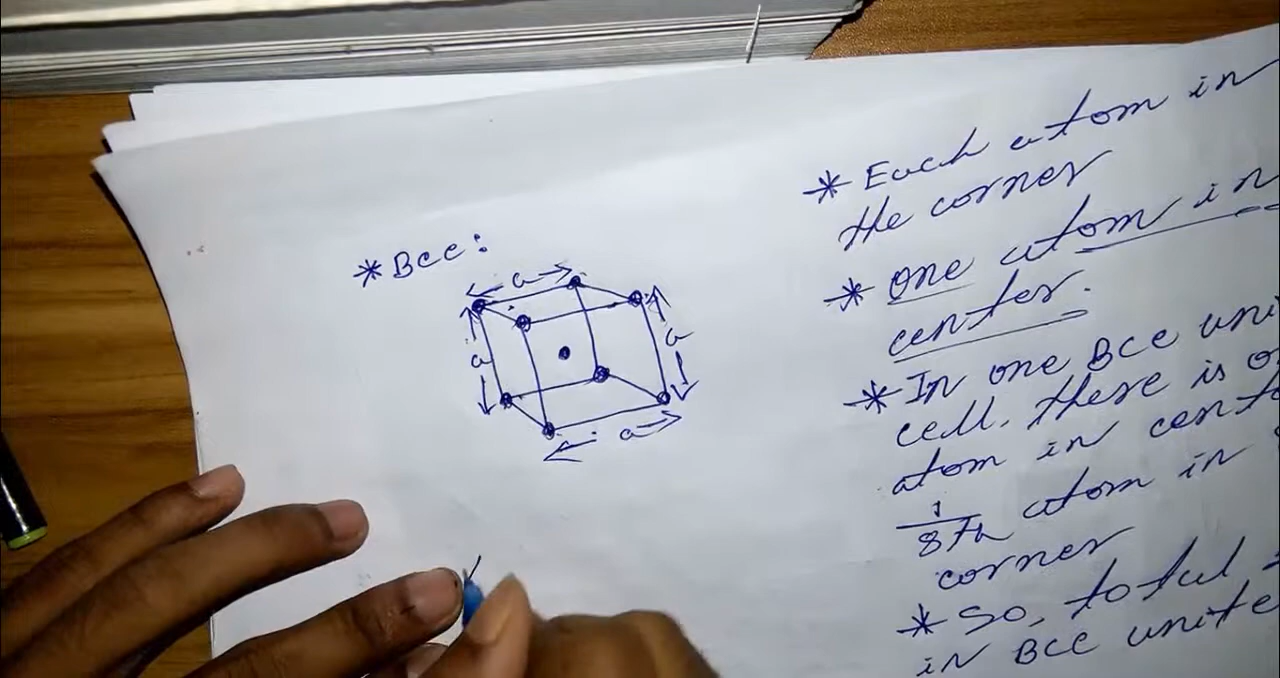 * BCC:
a
a
a
a
* Each atom in
the corner
* One atom in
center.
* In one BCC uni
cell, there is o
atom in cent
1/8th atom in
corner
* So, total
in BCC unite